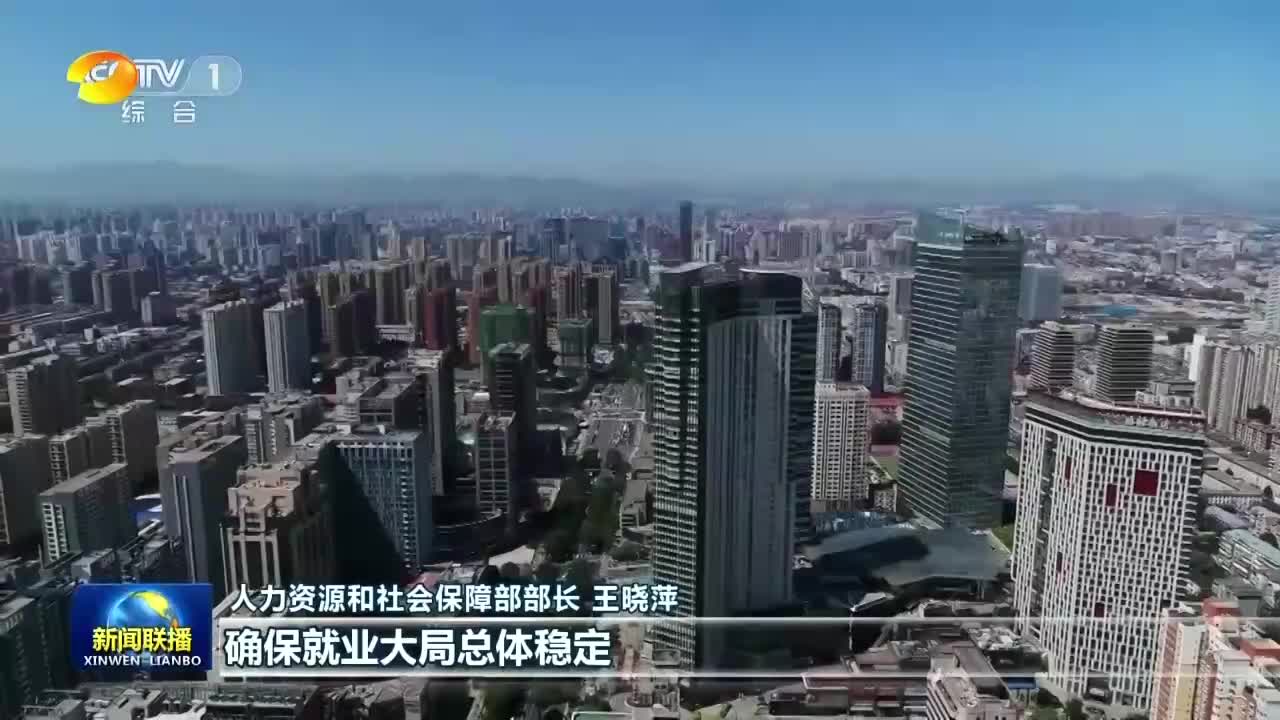 CCTV 1
综合
人力资源和社会保障部部长 王晓萍
新闻联播
XINWEN LIANBO
确保就业大局总体稳定